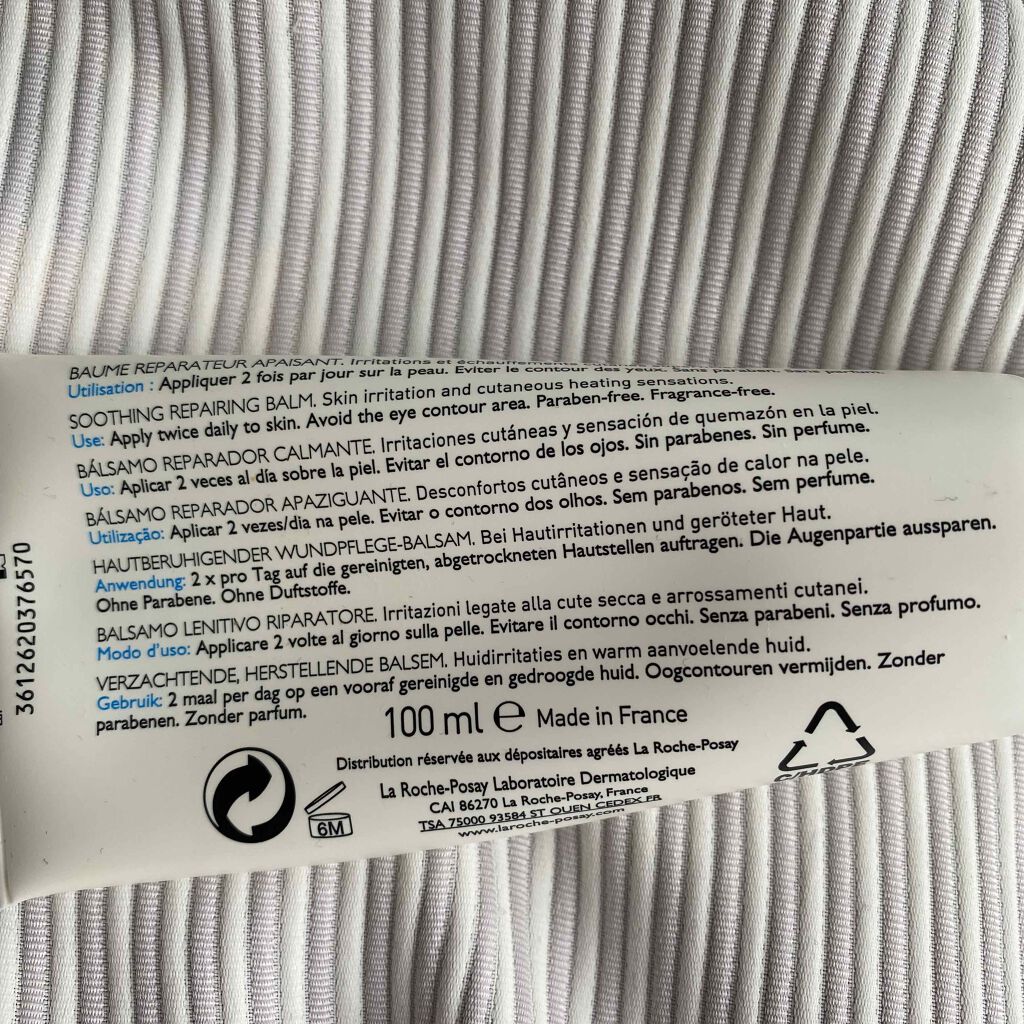 BAUME REPARATEUR APAISANT. Irritations et échauffements
Utilisation : Appliquer 2 fois par jour sur la peau. Eviter le contour des yeux. Sans paraben.
SOOTHING REPAIRING BALM. Skin irritation and cutaneous heating sensations.
Use: Apply twice daily to skin. Avoid the eye contour area. Paraben-free. Fragrance-free.
BÁLSAMO REPARADOR CALMANTE. Irritaciones cutáneas y sensación de quemazón en la piel.
Uso: Aplicar 2 veces al día sobre la piel. Evitar el contorno de los ojos. Sin parabenes. Sin perfume.
BÁLSAMO REPARADOR APAZIGUANTE. Desconfortos cutâneos e sensação de calor na pele.
Utilização: Aplicar 2 vezes/dia na pele. Evitar o contorno dos olhos. Sem parabenos. Sem perfume.
HAUTBERUHIGENDER WUNDPFLEGE-BALSAM. Bei Hautirritationen und geröteter Haut.
Anwendung: 2 x pro Tag auf die gereinigten, abgetrockneten Hautstellen auftragen. Die Augenpartie aussparen.
Ohne Parabene. Ohne Duftstoffe.
BALSAMO LENITIVO RIPARATORE. Irritazioni legate alla cute secca e arrossamenti cutanei.
Modo d'uso: Applicare 2 volte al giorno sulla pelle. Evitare il contorno occhi. Senza parabeni. Senza profumo.
VERZACHTENDE, HERSTELLENDE BALSEM. Huidirritaties en warm aanvoelende huid.
Gebruik: 2 maal per dag op een vooraf gereinigde en gedroogde huid. Oogcontouren vermijden. Zonder
parabenen. Zonder parfum.
100 ml e Made in France
Distribution réservée aux dépositaires agréés La Roche-Posay
La Roche-Posay Laboratoire Dermatologique
CAI 86270 La Roche-Posay, France
TSA 75000 93584 ST OUEN CEDEX FR
www.laroche-posay.com
6M
C/HDPE
3612620376570